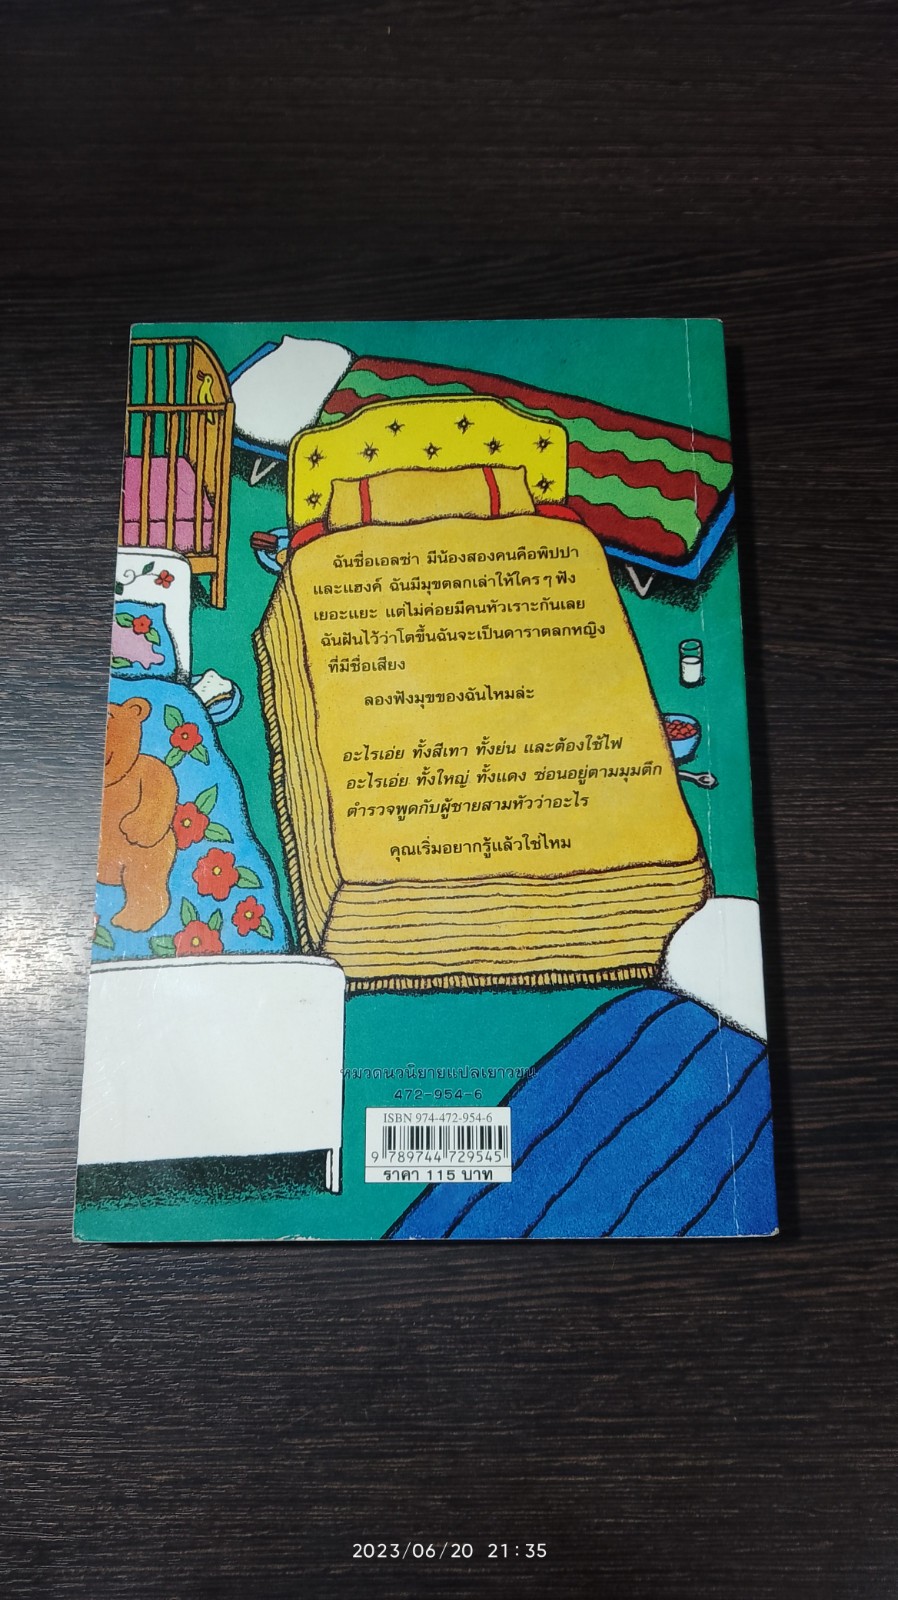 ฉันชื่อเอลซ่า มีน้องสองคนคือพิปปา
และแฮงค์ ฉันมีมุขตลกเล่าให้ใคร ๆ ฟัง
เยอะแยะ แต่ไม่ค่อยมีคนหัวเราะกันเลย
ฉันฝันไว้ว่าโตขึ้นฉันจะเป็นดาราตลกหญิง
ที่มีชื่อเสียง
ลองฟังมุขของฉันไหมล่ะ
อะไรเอ่ย ทั้งสีเทา ทั้งย่น และต้องใช้ไฟ
อะไรเอ่ย ทั้งใหญ่ ทั้งแดง ซ่อนอยู่ตามมุมตึก
ตำรวจพูดกับผู้ชายสามหัวว่าอะไร
คุณเริ่มอยากรู้แล้วใช่ไหม
หมวดนวนิยายแปลเยาวชน
472-954-6
ISBN 974-472-954-6
9 789744 729545
ราคา 115 บาท
2023/06/20 21:35